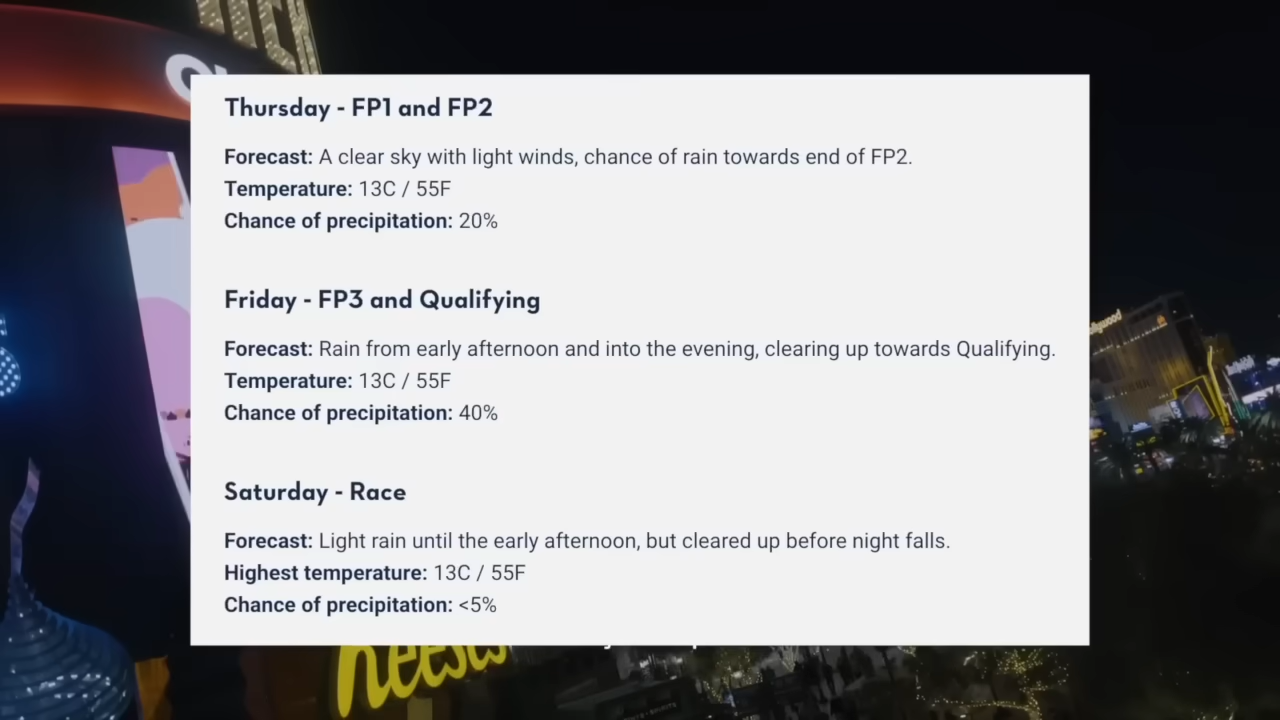 Thursday - FP1 and FP2
Forecast: A clear sky with light winds, chance of rain towards end of FP2.
Temperature: 13C / 55F
Chance of precipitation: 20%
Friday - FP3 and Qualifying
Forecast: Rain from early afternoon and into the evening, clearing up towards Qualifying.
Temperature: 13C / 55F
Chance of precipitation: 40%
Saturday - Race
Forecast: Light rain until the early afternoon, but cleared up before night falls.
Highest temperature: 13C / 55F
Chance of precipitation: <5%
Reese's